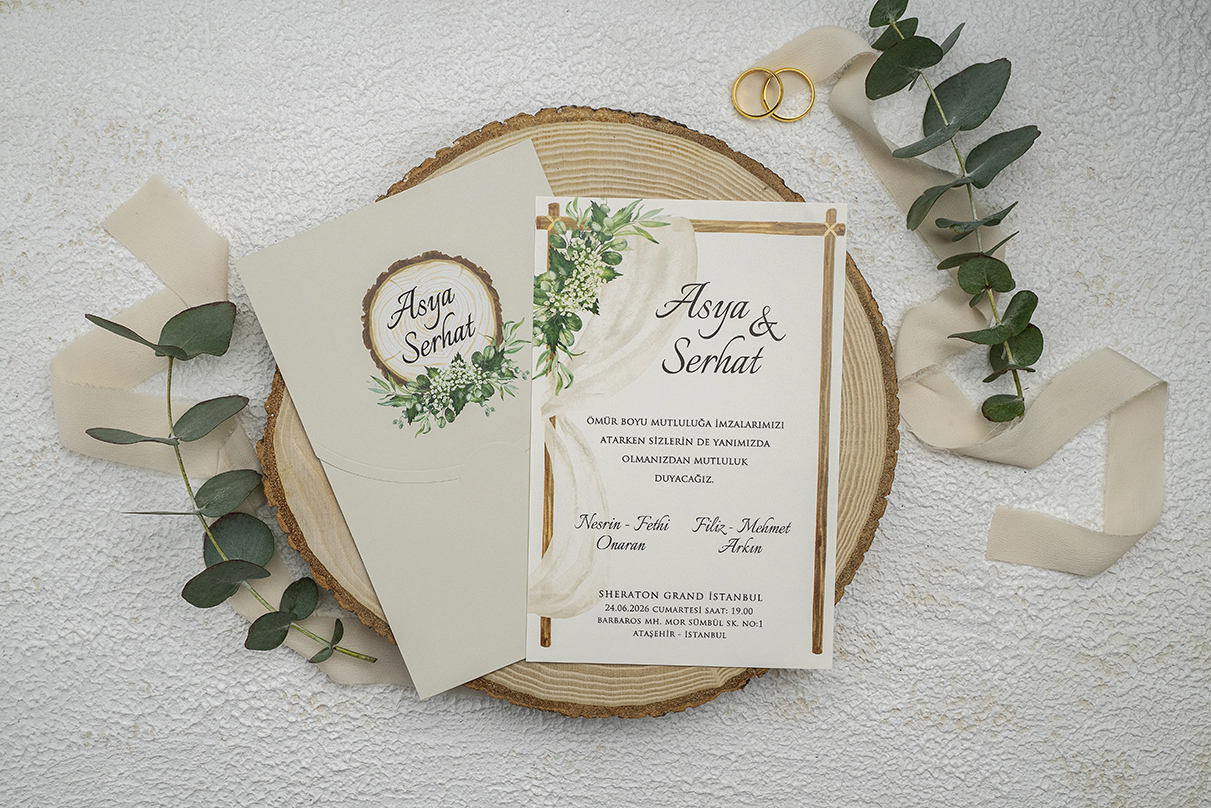 Asya
Serhat
Asya &
Serhat
ÖMÜR BOYU MUTLULUĞA İMZALARIMIZI
ATARKEN SİZLERİN DE YANIMIZDA
OLMANIZDAN MUTLULUK
DUYACAĞIZ.
Nesrin - Fethi
Onaran
Filiz - Mehmet
Arkın
SHERATON GRAND İSTANBUL
24.06.2026 CUMARTESİ SAAT: 19.00
BARBAROS MH. MOR SÜMBÜL SK. NO:1
ATAŞEHİR - İSTANBUL